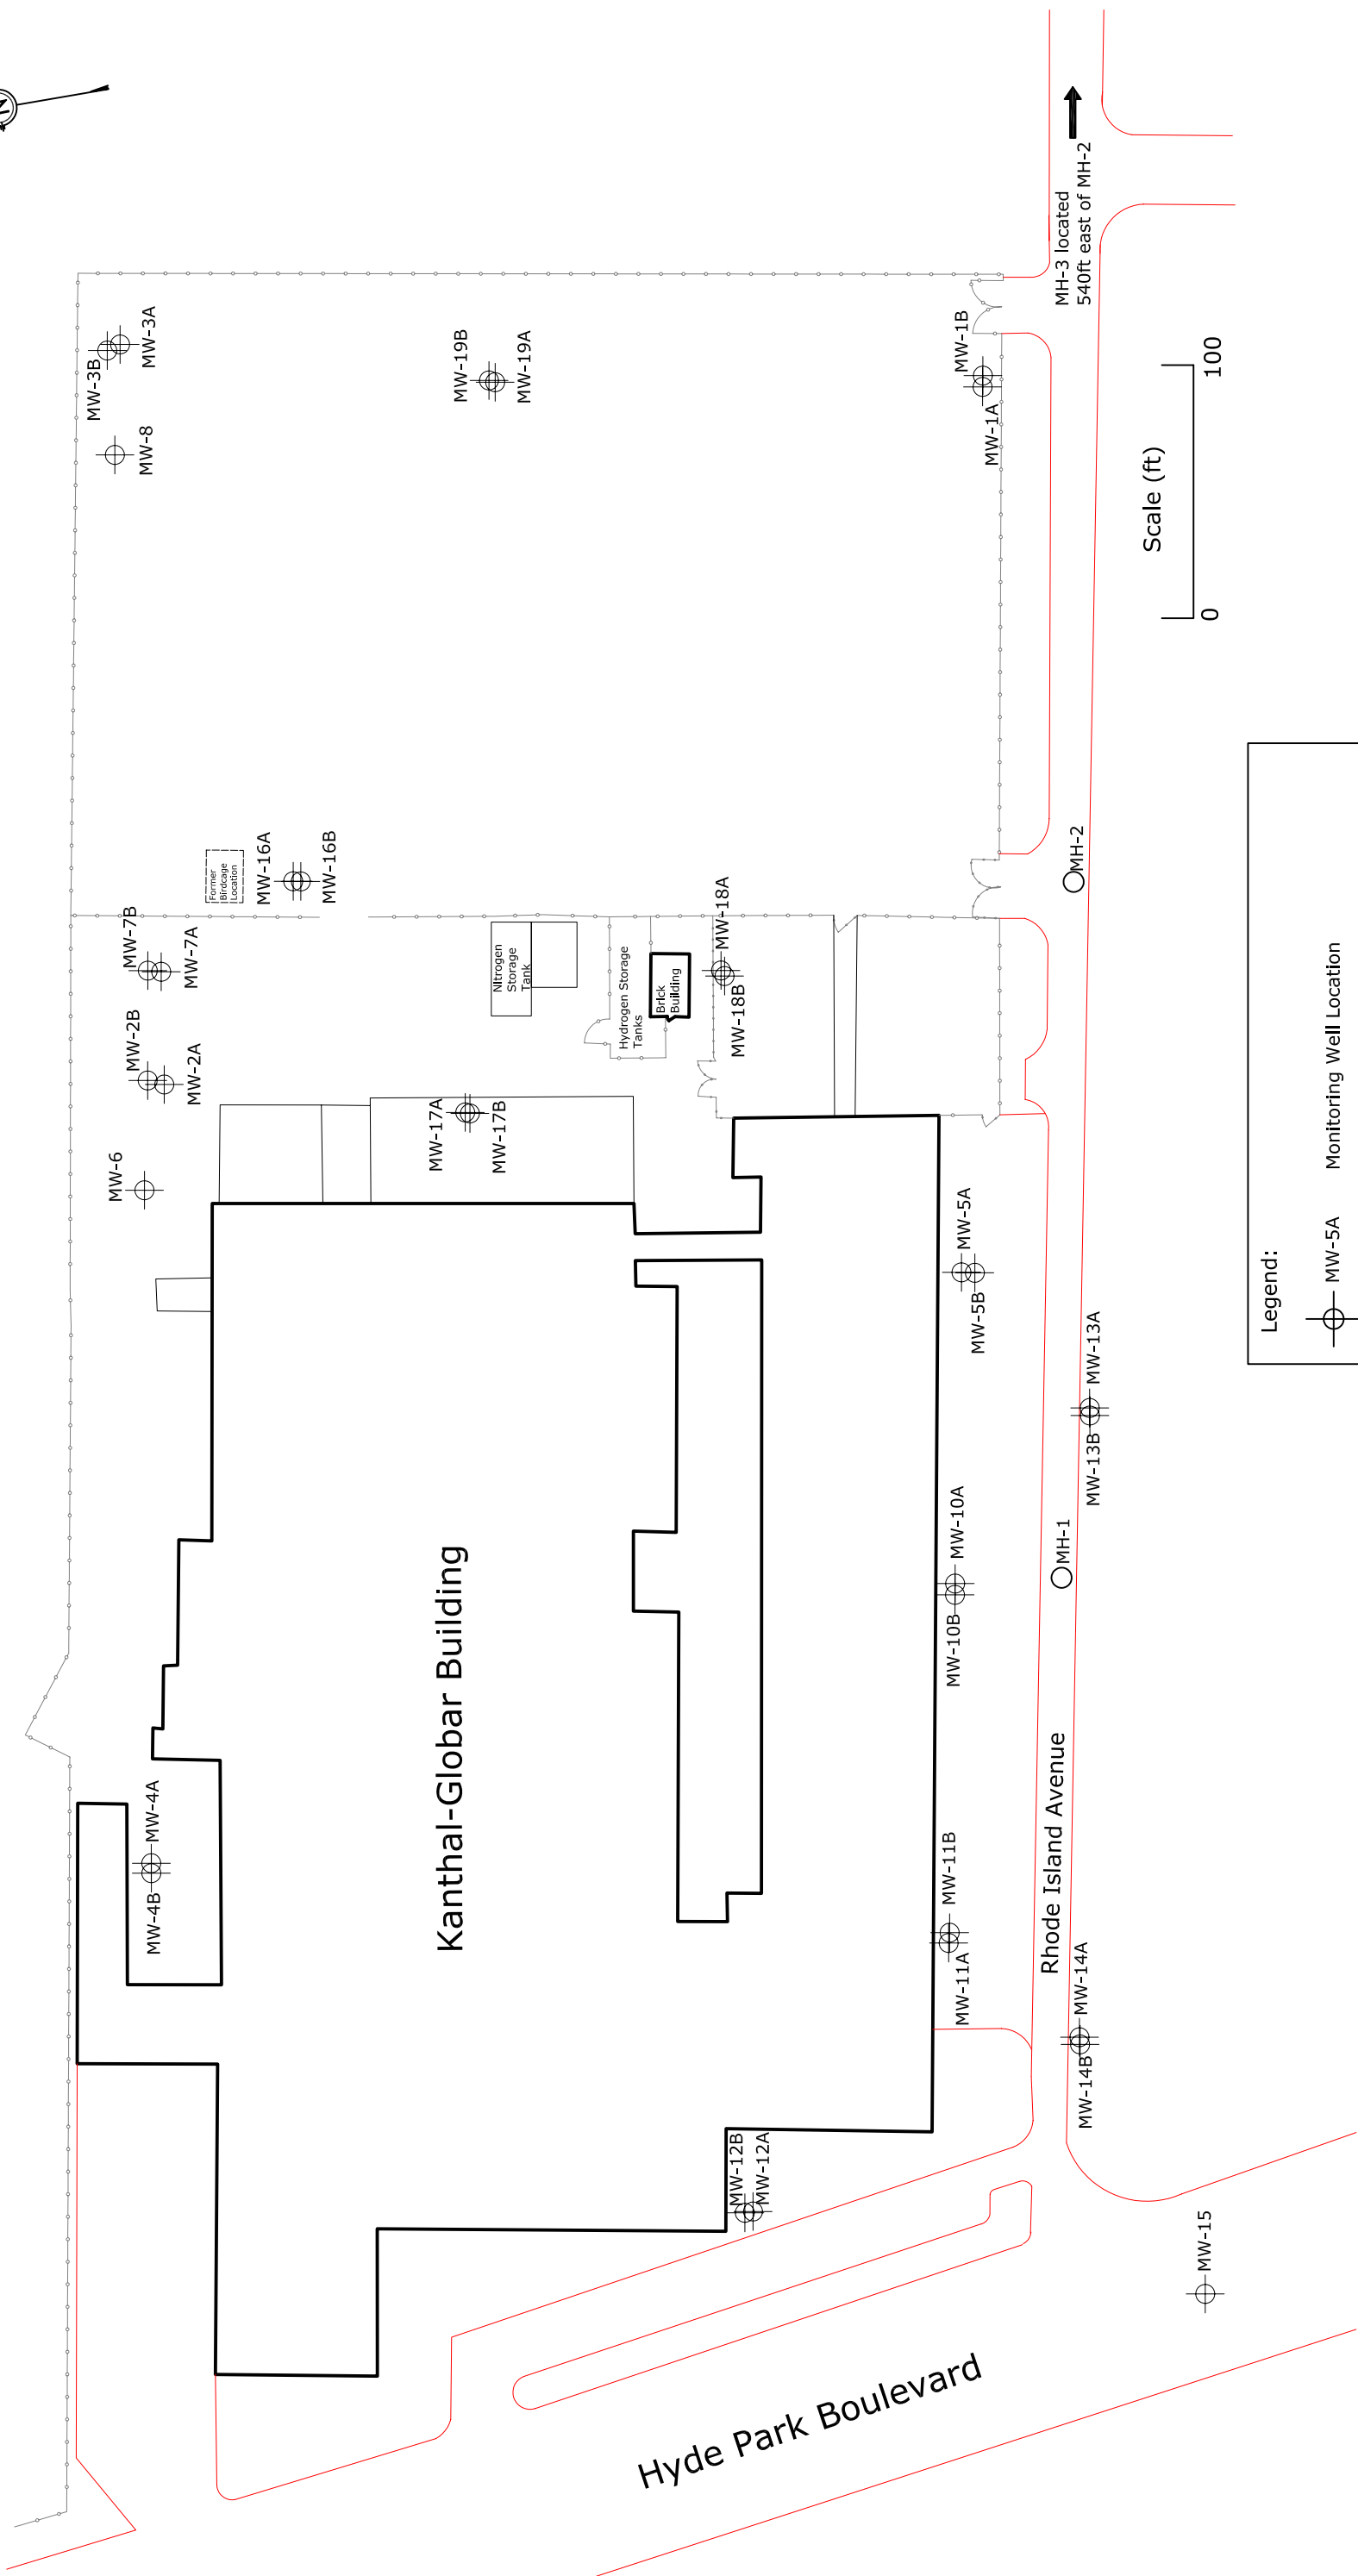 N
MW-3B
MW-3A
MW-8
MW-19B
MW-19A
MW-1B
MW-1A
MH-3 located
540ft east of MH-2
Scale (ft)
0
100
Former
Birdcage
Location
MW-16A
MW-16B
MW-7B
MW-7A
MW-2B
MW-2A
MW-6
Nitrogen
Storage
Tank
Hydrogen Storage
Tanks
Brick
Building
MW-18A
MW-18B
MW-17A
MW-17B
MH-2
MW-5A
MW-5B
MW-13A
MW-13B
MW-10A
MW-10B
MH-1
MW-4A
MW-4B
Kanthal-Globar Building
MW-11B
MW-11A
Rhode Island Avenue
MW-14A
MW-14B
MW-12B
MW-12A
MW-15
Hyde Park Boulevard
Legend:
MW-5A
Monitoring Well Location